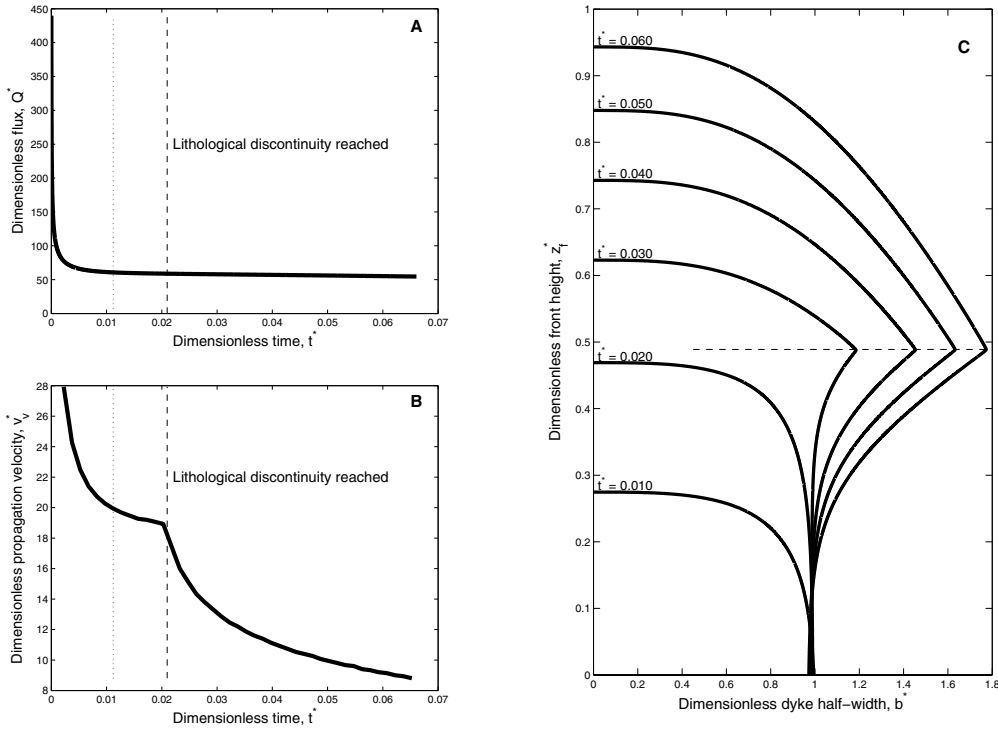 A
450
400
350
300
250
200
150
100
50
0
Dimensionless flux, Q*
Lithological discontinuity reached
0 0.01 0.02 0.03 0.04 0.05 0.06 0.07
Dimensionless time, t*
B
28
26
24
22
20
18
16
14
12
10
8
Dimensionless propagation velocity, v*v
Lithological discontinuity reached
0 0.01 0.02 0.03 0.04 0.05 0.06 0.07
Dimensionless time, t*
C
1
0.9
0.8
0.7
0.6
0.5
0.4
0.3
0.2
0.1
0
Dimensionless front height, z*f
t* = 0.060
t* = 0.050
t* = 0.040
t* = 0.030
t* = 0.020
t* = 0.010
0 0.2 0.4 0.6 0.8 1 1.2 1.4 1.6 1.8
Dimensionless dyke half-width, b*